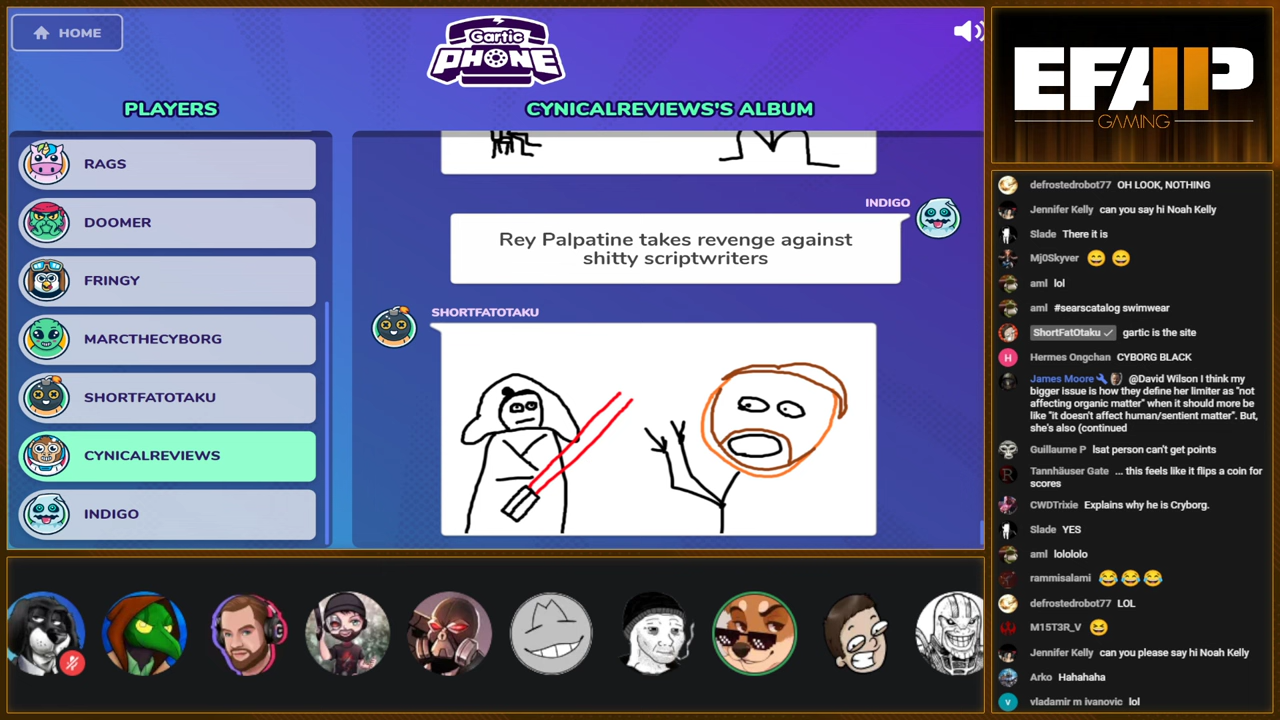 HOME
Gartic
PHONE
PLAYERS
RAGS
DOOMER
FRINGY
MARCTHECYBORG
SHORTFATOTAKU
CYNICALREVIEWS
INDIGO
CYNICALREVIEWS'S ALBUM
INDIGO
Rey Palpatine takes revenge against
shitty scriptwriters
SHORTFATOTAKU
EFAP
GAMING
defrostedrobot77 OH LOOK, NOTHING
Jennifer Kelly can you say hi Noah Kelly
Slade There it is
Mj0Skyver 😄 😄
aml lol
aml #searscatalog swimwear
ShortFatOtaku ✓ gartic is the site
H Hermes Ongchan CYBORG BLACK
James Moore @David Wilson I think my
bigger issue is how they define her limiter as "not
affecting organic matter" when it should more be
like "it doesn't affect human/sentient matter". But,
she's also (continued
Guillaume P lsat person can't get points
R Tannhäuser Gate ... this feels like it flips a coin for
scores
CWDTrixie Explains why he is Cryborg.
Slade YES
aml lolololo
rammisalami 😂 😂 😂
defrostedrobot77 LOL
M15T3R_V 😆
Jennifer Kelly can you please say hi Noah Kelly
Arko Hahahaha
v vladamir m ivanovic lol